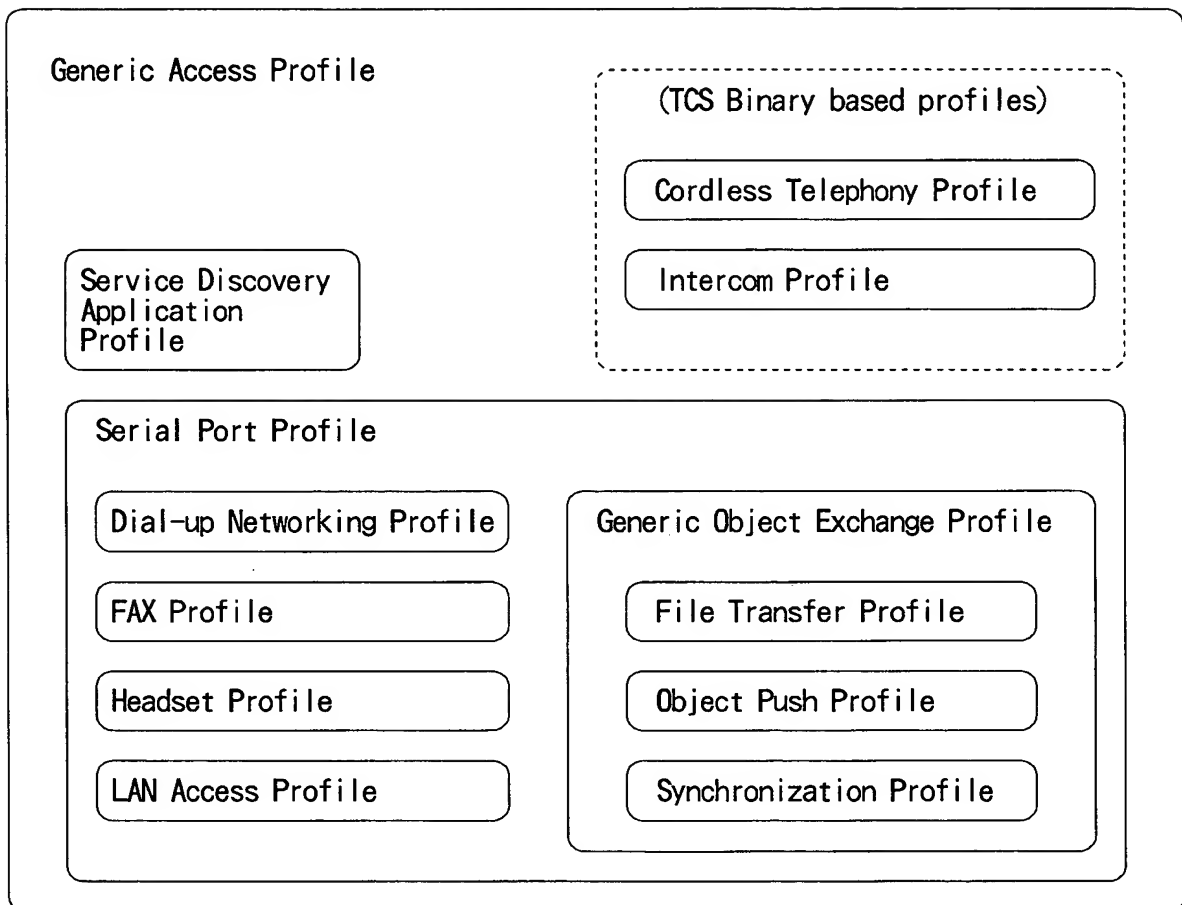 Generic Access Profile
(TCS Binary based profiles)
Cordless Telephony Profile
Intercom Profile
Service Discovery
Application
Profile
Serial Port Profile
Dial-up Networking Profile
FAX Profile
Headset Profile
LAN Access Profile
Generic Object Exchange Profile
File Transfer Profile
Object Push Profile
Synchronization Profile